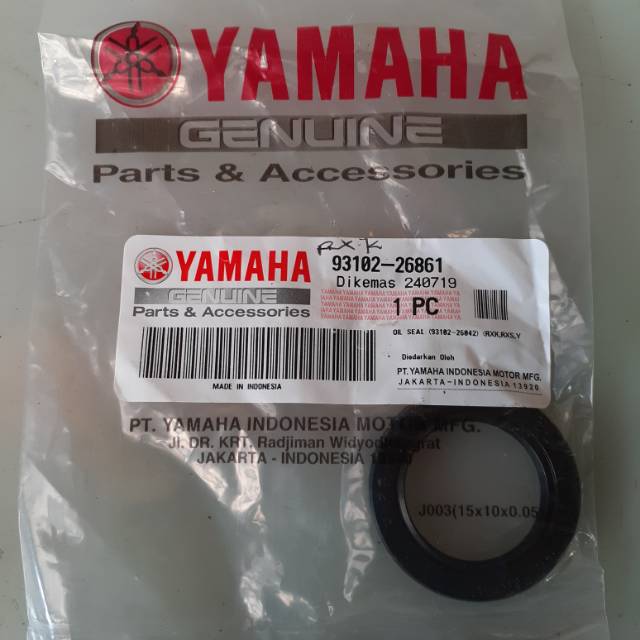 YAMAHA
GENUINE
Parts & Accessories
RXK
YAMAHA
GENUINE
Parts & Accessories
93102-26861
Dikemas 240719
1 PC
OIL SEAL (93102-26042) (RXK,RXS,Y
MADE IN INDONESIA
Diedarkan Oleh
PT. YAMAHA INDONESIA MOTOR MFG.
JAKARTA-INDONESIA 13920
PT. YAMAHA INDONESIA MOTOR MFG.
Jl. DR. KRT. Radjiman
JAKARTA - INDONESIA
J003(15x10x0.05